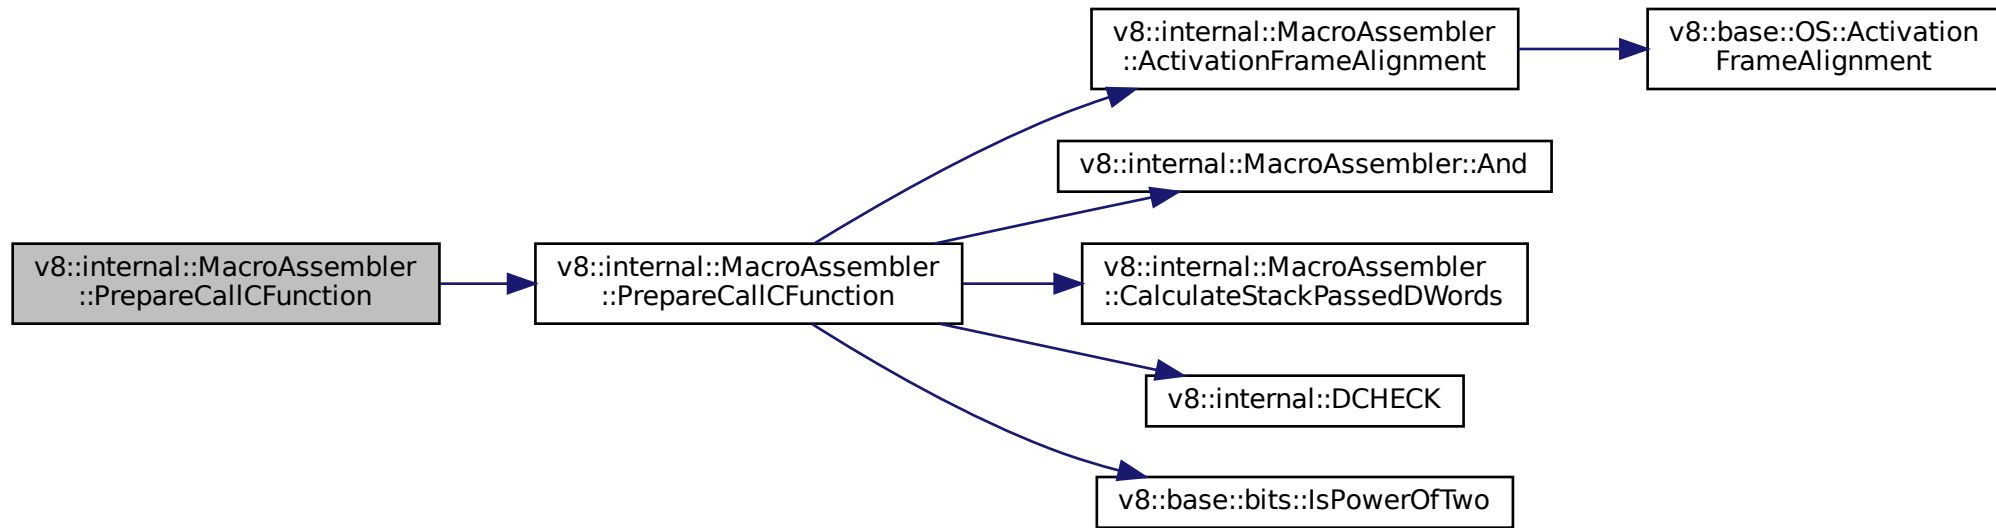 v8::internal::MacroAssembler
::PrepareCallCFunction
v8::internal::MacroAssembler
::PrepareCallCFunction
v8::internal::MacroAssembler
::ActivationFrameAlignment
v8::base::OS::Activation
FrameAlignment
v8::internal::MacroAssembler::And
v8::internal::MacroAssembler
::CalculateStackPassedDWords
v8::internal::DCHECK
v8::base::bits::IsPowerOfTwo